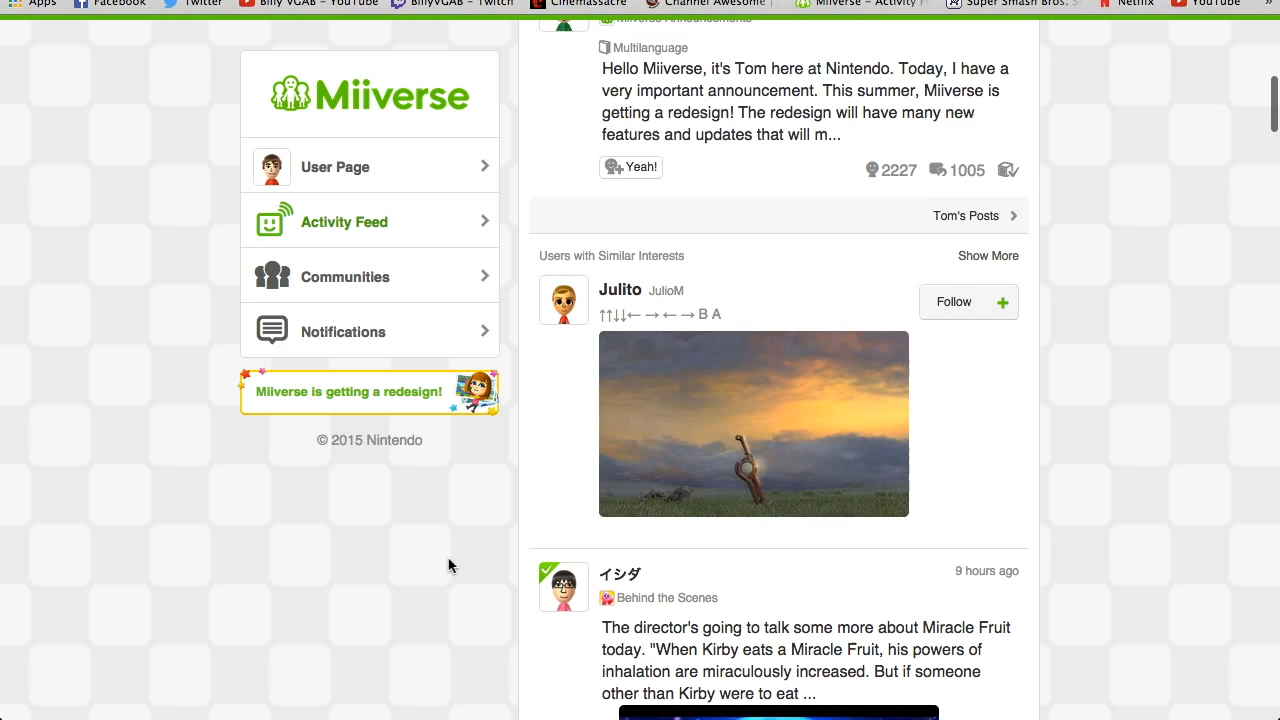 Apps Facebook Twitter Billy VGAB - YouTube BillyVGAB - Twitch Cinemassacre Channel Awesome Miiverse - Activity F Super Smash Bros. Netflix YouTube »
Miiverse Announcements
Multilanguage
Hello Miiverse, it's Tom here at Nintendo. Today, I have a
very important announcement. This summer, Miiverse is
getting a redesign! The redesign will have many new
features and updates that will m...
Yeah!
2227
1005
Tom's Posts
Miiverse
User Page
Activity Feed
Communities
Notifications
Miiverse is getting a redesign!
© 2015 Nintendo
Users with Similar Interests
Show More
Julito JulioM
Follow +
↑↑↓↓← → ← → B A
イシダ
9 hours ago
Behind the Scenes
The director's going to talk some more about Miracle Fruit
today. "When Kirby eats a Miracle Fruit, his powers of
inhalation are miraculously increased. But if someone
other than Kirby were to eat ...